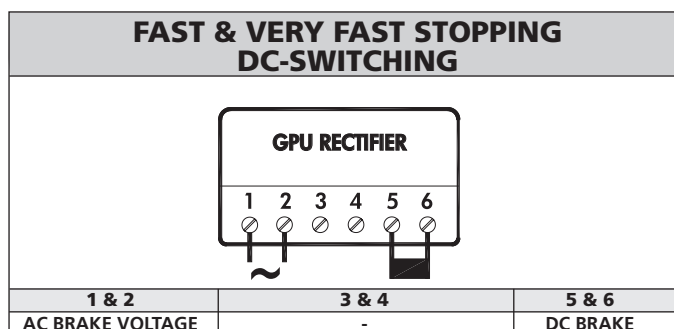 FAST & VERY FAST STOPPING
DC-SWITCHING
GPU RECTIFIER
1 2 3 4 5 6
~
1 & 2 3 & 4 5 & 6
AC BRAKE VOLTAGE - DC BRAKE